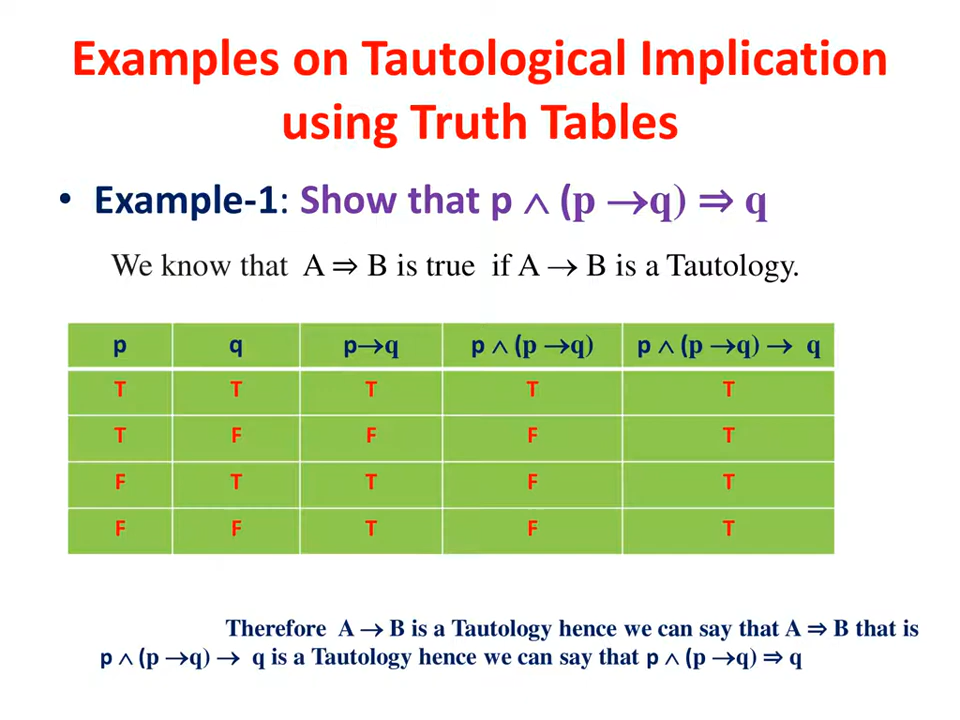 Examples on Tautological Implication
using Truth Tables
• Example-1: Show that p ∧ (p →q) ⇒ q
We know that A ⇒ B is true if A → B is a Tautology.
p q p→q p ∧ (p →q) p ∧ (p →q) → q
T T T T T
T F F F T
F T T F T
F F T F T
Therefore A → B is a Tautology hence we can say that A ⇒ B that is
p ∧ (p →q) → q is a Tautology hence we can say that p ∧ (p →q) ⇒ q